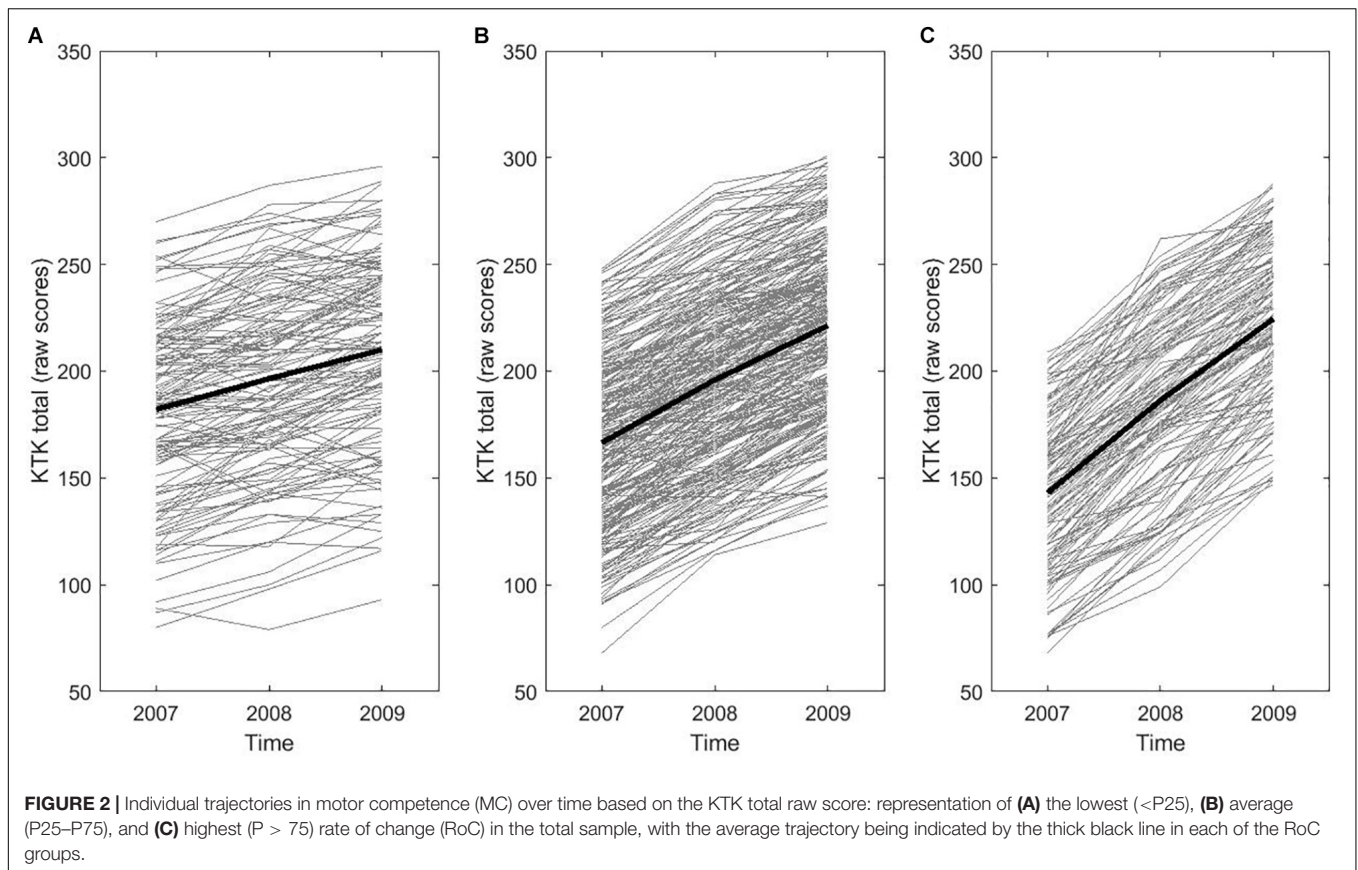 A
B
C
350
300
250
200
150
100
50
KTK total (raw scores)
2007 2008 2009
Time
350
300
250
200
150
100
50
KTK total (raw scores)
2007 2008 2009
Time
350
300
250
200
150
100
50
KTK total (raw scores)
2007 2008 2009
Time
FIGURE 2 | Individual trajectories in motor competence (MC) over time based on the KTK total raw score: representation of (A) the lowest (<P25), (B) average
(P25–P75), and (C) highest (P > 75) rate of change (RoC) in the total sample, with the average trajectory being indicated by the thick black line in each of the RoC
groups.